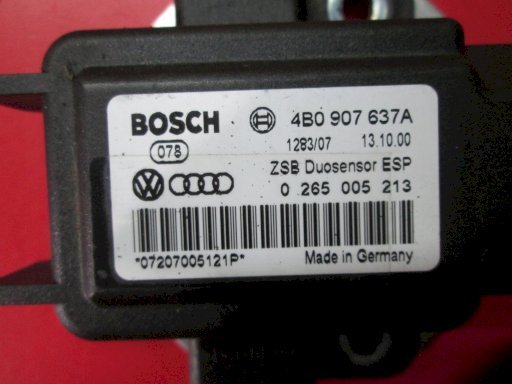 BOSCH 4B0 907 637A
1283/07 13.10.00
078 ZSB Duosensor ESP
0 265 005 213
*07207005121P* Made in Germany